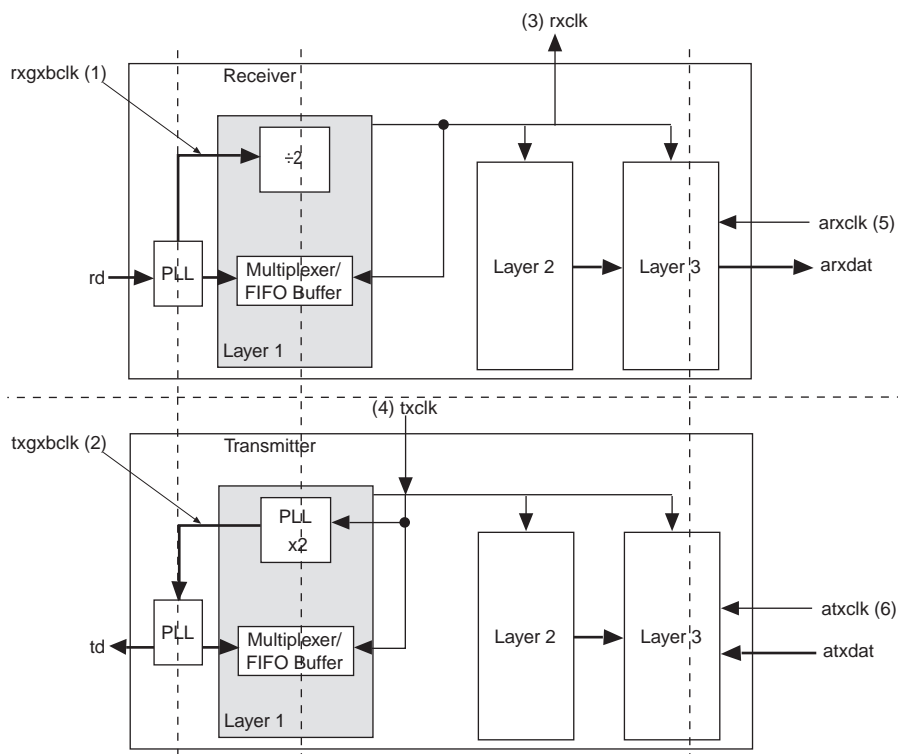 (3) rxclk
rxgxbclk (1)
Receiver
÷2
arxclk (5)
rd
PLL
Multiplexer/
FIFO Buffer
Layer 2
Layer 3
arxdat
Layer 1
(4) txclk
txgxbclk (2)
Transmitter
PLL
x2
atxclk (6)
td
PLL
Multiplexer/
FIFO Buffer
Layer 2
Layer 3
atxdat
Layer 1